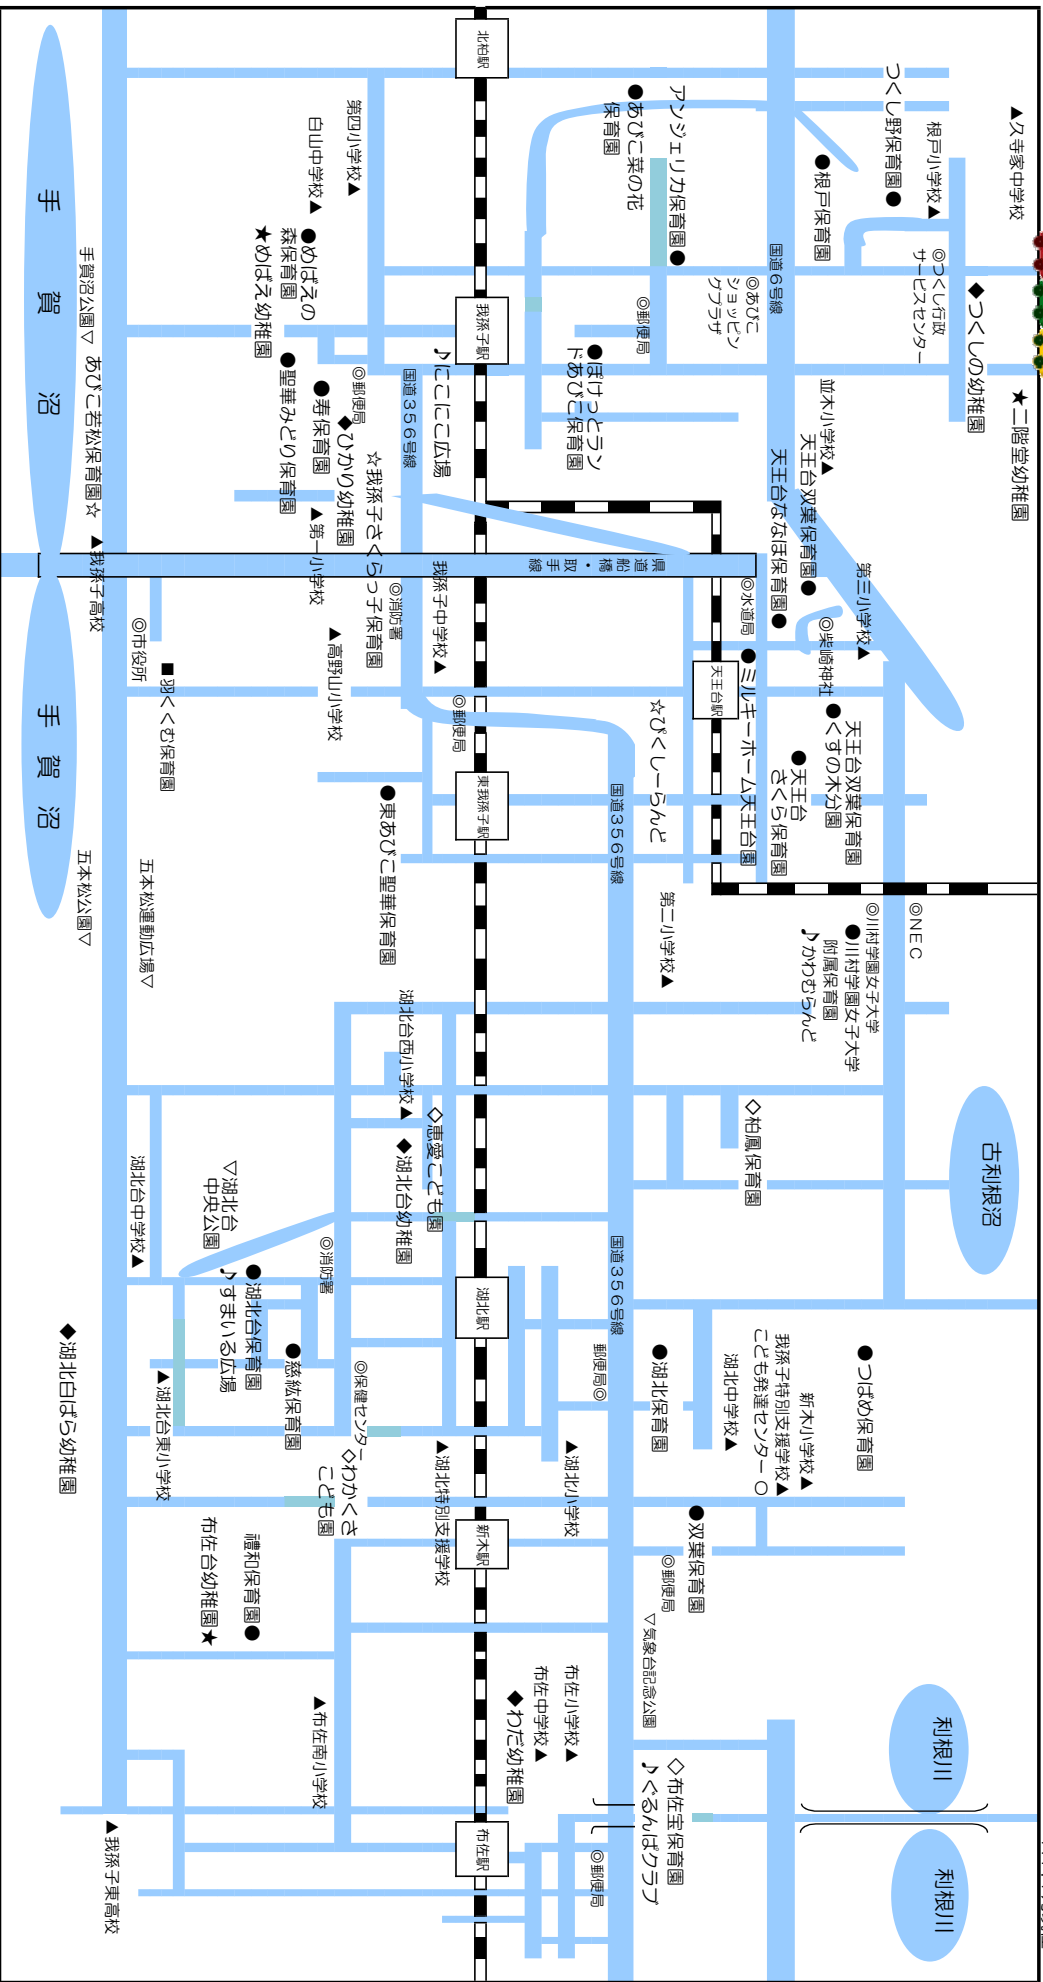 ▲久寺家中学校
★二階堂幼稚園
根戸小学校▲
◎つくし行政
サービスセンター
◆つくしの幼稚園
つくし野保育園●
●根戸保育園
国道6号線
並木小学校▲
天王台双葉保育園●
天王台ななほ保育園●
第三小学校▲
◎柴崎神社
天王台双葉保育園
●くすの木分園
●天王台
さくら保育園
◎水道局
●ミルキーホーム天王台園
天王台駅
◎NEC
◎川村学園女子大学
●川村学園女子大学
附属保育園
♪かわむらんど
古利根沼
◇柏鳳保育園
●つばめ保育園
新木小学校▲
我孫子特別支援学校▲
こども発達センター○
湖北中学校▲
利根川
利根川
アンジェリカ保育園●
●あびこ菜の花
保育園
◎あびこ
ショッピン
グプラザ
◎郵便局
●ぽけっとラン
ドあびこ保育園
県道船橋・取手線
☆ぴくしーらんど
国道356号線
第二小学校▲
国道356号線
郵便局◎
●湖北保育園
▲湖北小学校
●双葉保育園
◎郵便局
▽気象台記念公園
布佐小学校▲
布佐中学校▲
◆わだ幼稚園
◇布佐宝保育園
♪ぐるんぱクラブ
◎郵便局
北柏駅
我孫子駅
東我孫子駅
湖北駅
新木駅
布佐駅
♪にこにこ広場
国道356号線
我孫子中学校▲
◎消防署
◎郵便局
第四小学校▲
白山中学校▲
●めばえの
森保育園
★めばえ幼稚園
◎郵便局
◆ひかり幼稚園
●寿保育園
●聖華みどり保育園
☆我孫子さくらっ子保育園
▲第一小学校
▲高野山小学校
●東あびこ聖華保育園
湖北台西小学校▲
◇恵愛こども園
◆湖北台幼稚園
◎消防署
▽湖北台
中央公園
●湖北台保育園
♪すまいる広場
●慈紘保育園
◎保健センター
▲湖北特別支援学校
◇わかくさ
こども園
禮和保育園●
布佐台幼稚園★
▲布佐南小学校
手賀沼公園▽
あびこ若松保育園☆
▲我孫子高校
◎市役所
■羽くくむ保育園
五本松運動広場▽
五本松公園▽
湖北台中学校▲
▲湖北台東小学校
◆湖北白ばら幼稚園
▲我孫子東高校
手賀沼
手賀沼